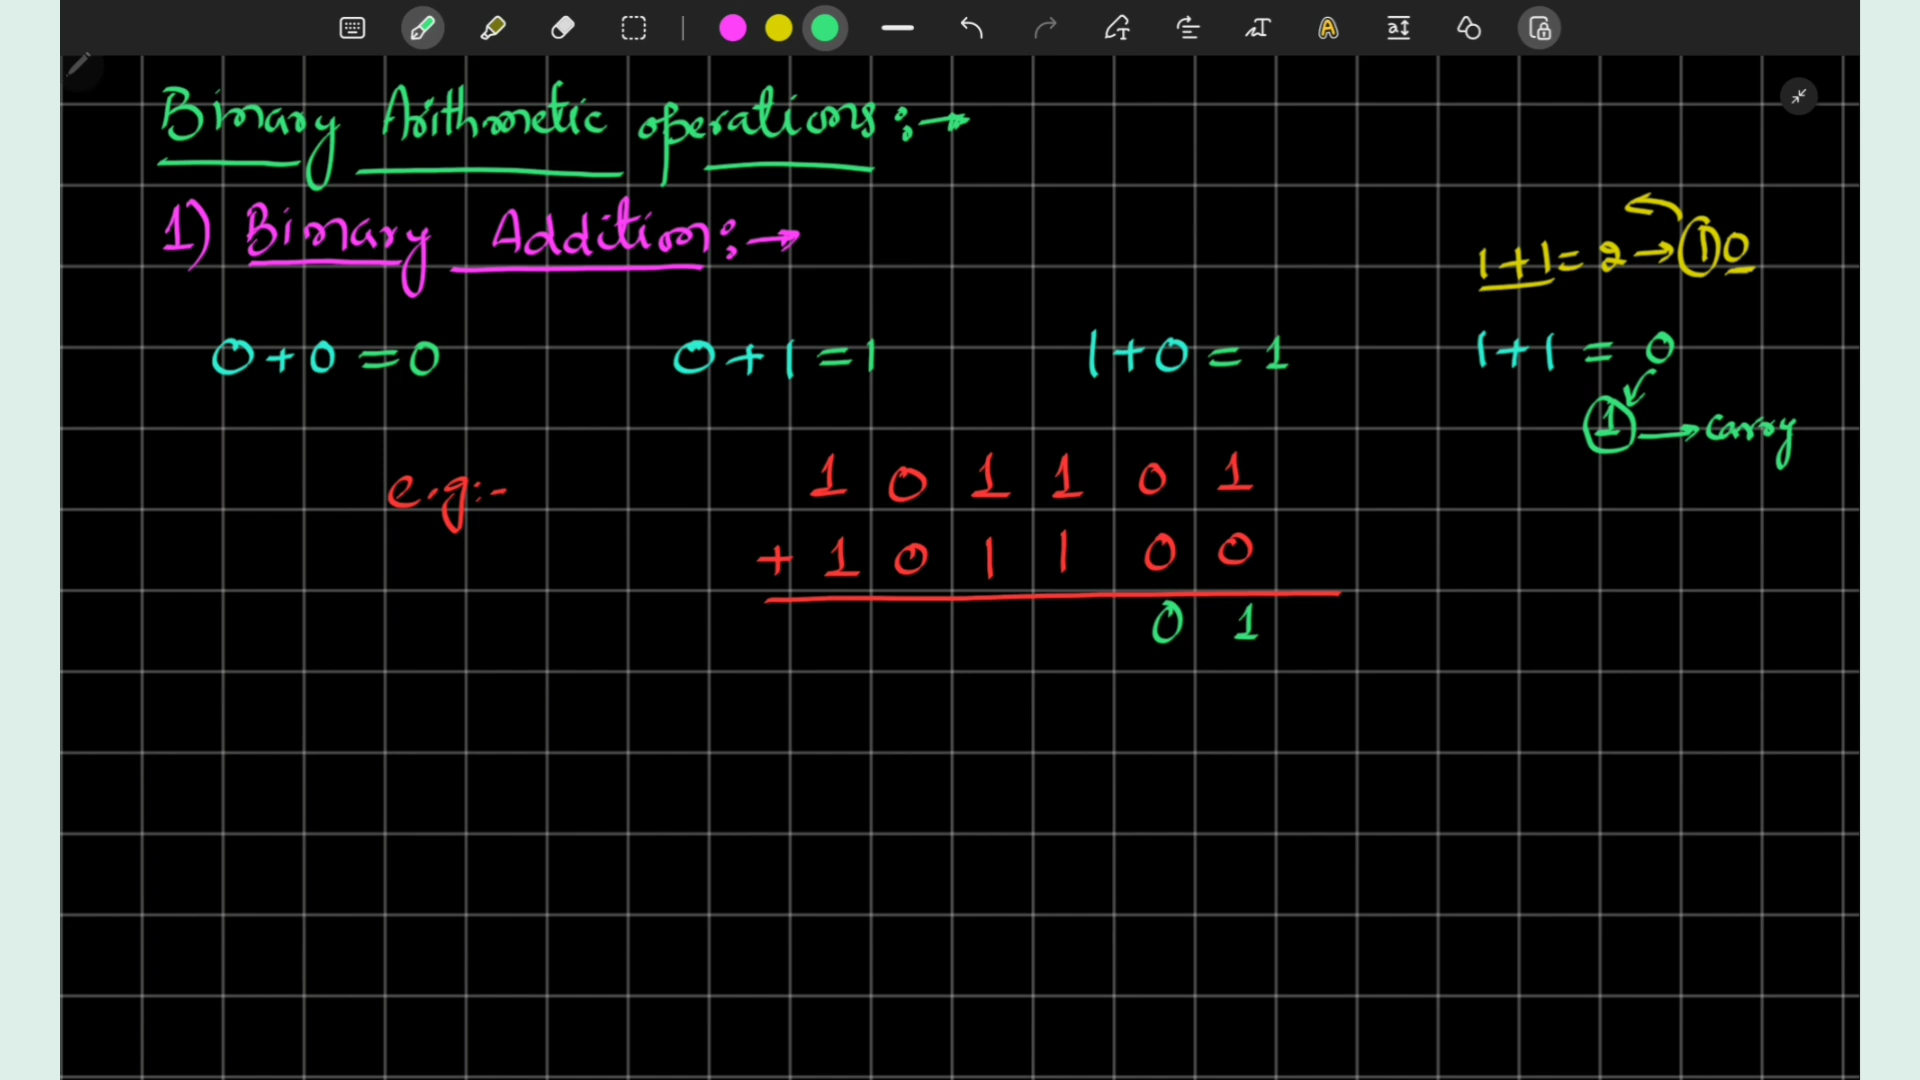 Binary Arithmetic operations :→
1) Binary Addition :→
1+1= 2 → 10
0+0 =0 0+1 =1 1+0 = 1 1+1 = 0
1 → carry
e.g:- 1 0 1 1 0 1
+ 1 0 1 1 0 0
0 1